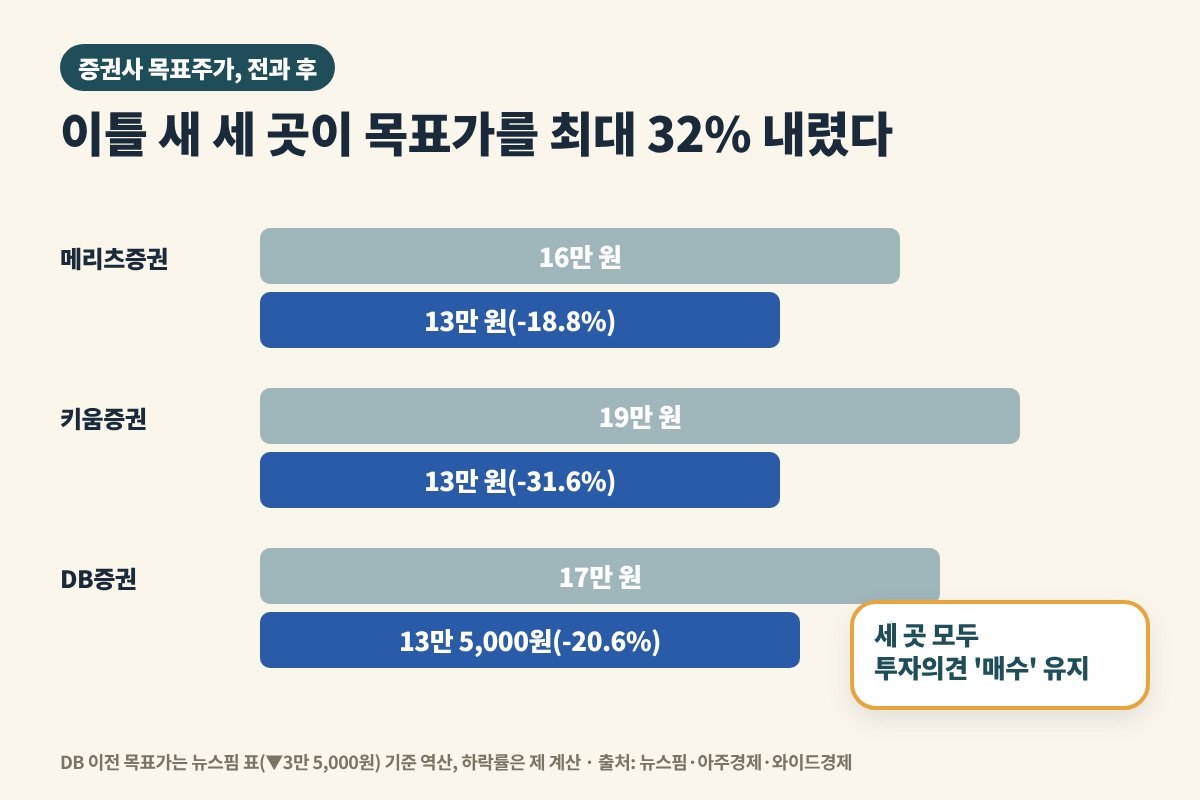 증권사 목표주가, 전과 후
이틀 새 세 곳이 목표가를 최대 32% 내렸다
메리츠증권
16만 원
13만 원(-18.8%)
키움증권
19만 원
13만 원(-31.6%)
DB증권
17만 원
13만 5,000원(-20.6%)
세 곳 모두
투자의견 '매수' 유지
DB 이전 목표가는 뉴스핌 표(▼3만 5,000원) 기준 역산, 하락률은 제 계산 · 출처: 뉴스핌·아주경제·와이드경제